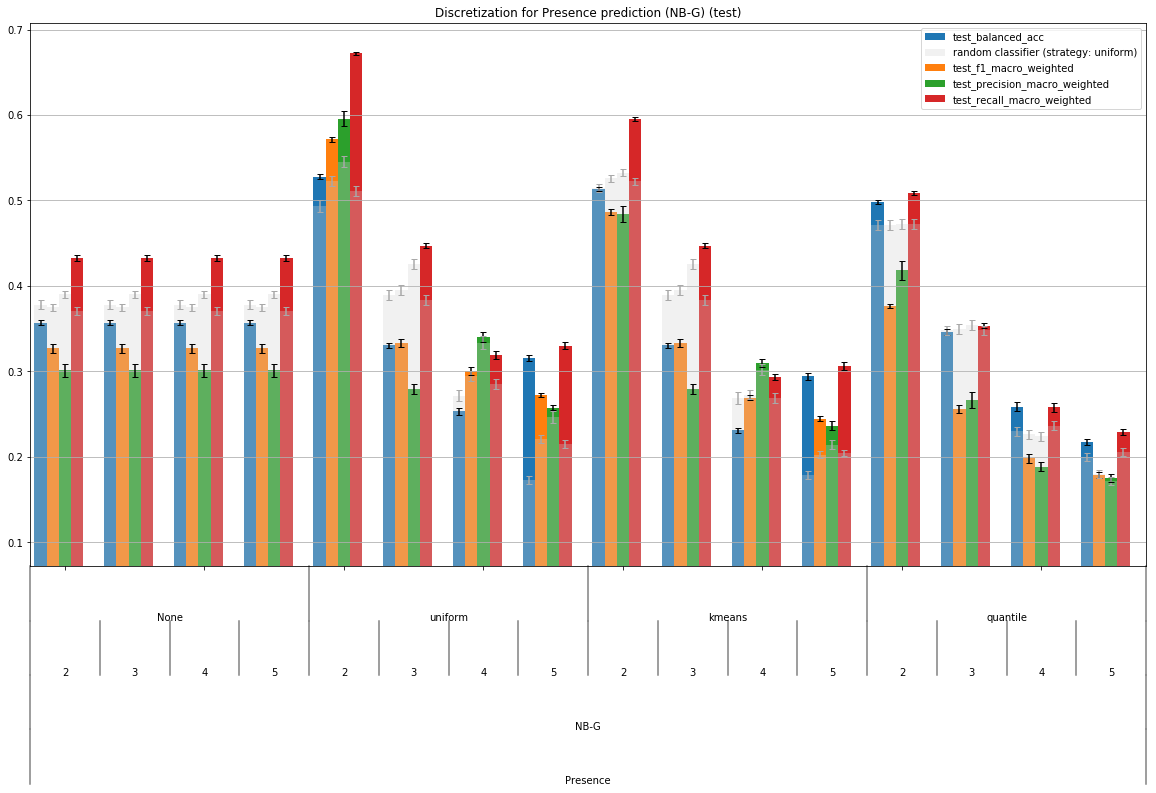 Discretization for Presence prediction (NB-G) (test)
test_balanced_acc
random classifier (strategy: uniform)
test_f1_macro_weighted
test_precision_macro_weighted
test_recall_macro_weighted
0.7
0.6
0.5
0.4
0.3
0.2
0.1
None uniform kmeans quantile
2 3 4 5 2 3 4 5 2 3 4 5 2 3 4 5
NB-G
Presence